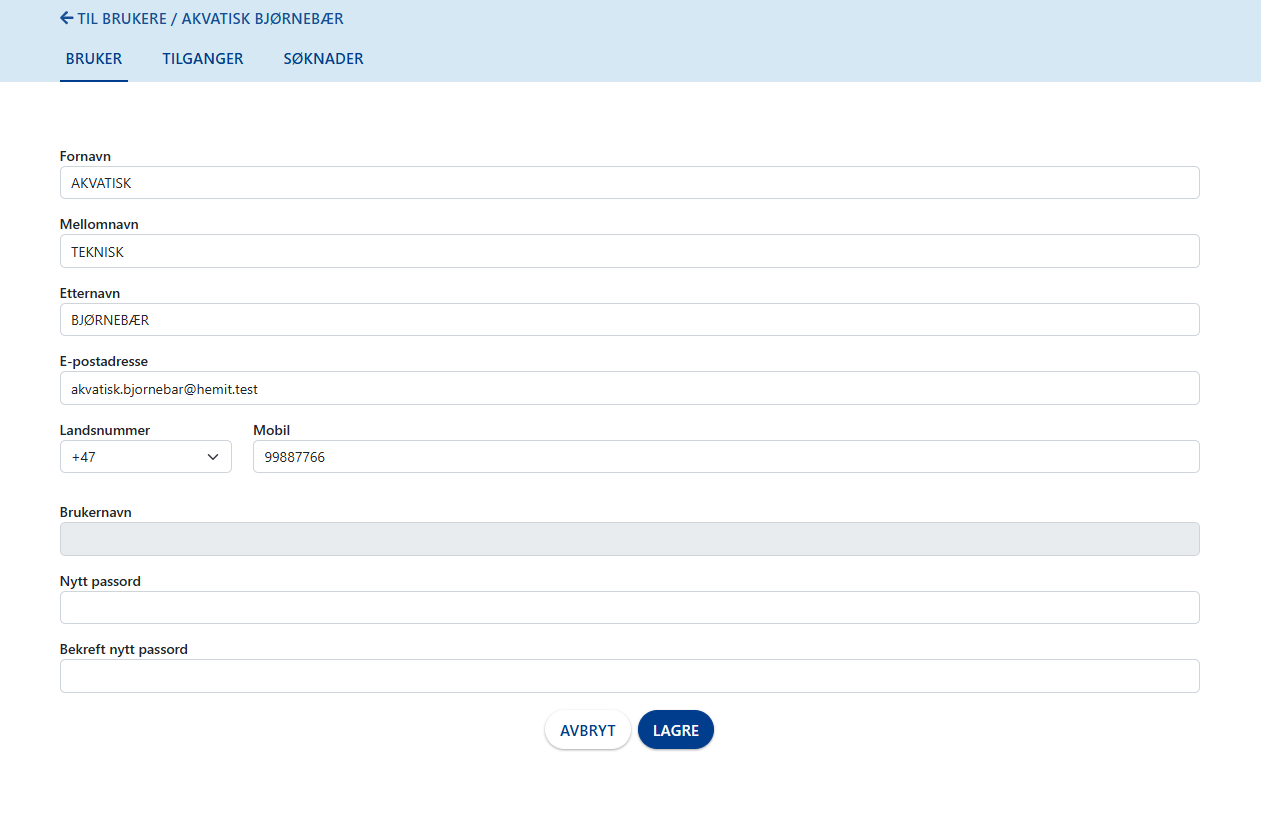 TIL BRUKERE / AKVATISK BJØRNEBÆR
BRUKER TILGANGER SØKNADER
Fornavn
AKVATISK
Mellomnavn
TEKNISK
Etternavn
BJØRNEBÆR
E-postadresse
akvatisk.bjornebar@hemit.test
Landsnummer Mobil
+47 99887766
Brukernavn
Nytt passord
Bekreft nytt passord
AVBRYT LAGRE